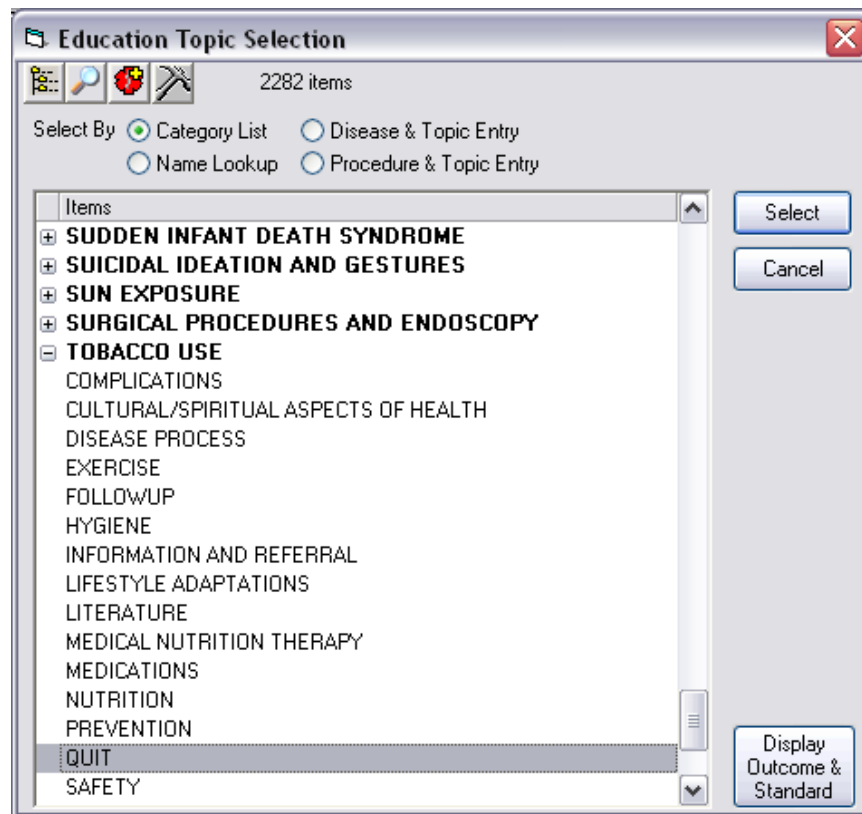 Education Topic Selection
2282 items
Select By Category List Disease & Topic Entry
Name Lookup Procedure & Topic Entry
Items
Select
SUDDEN INFANT DEATH SYNDROME
SUICIDAL IDEATION AND GESTURES
Cancel
SUN EXPOSURE
SURGICAL PROCEDURES AND ENDOSCOPY
TOBACCO USE
COMPLICATIONS
CULTURAL/SPIRITUAL ASPECTS OF HEALTH
DISEASE PROCESS
EXERCISE
FOLLOWUP
HYGIENE
INFORMATION AND REFERRAL
LIFESTYLE ADAPTATIONS
LITERATURE
MEDICAL NUTRITION THERAPY
MEDICATIONS
NUTRITION
PREVENTION
QUIT
SAFETY
Display
Outcome &
Standard